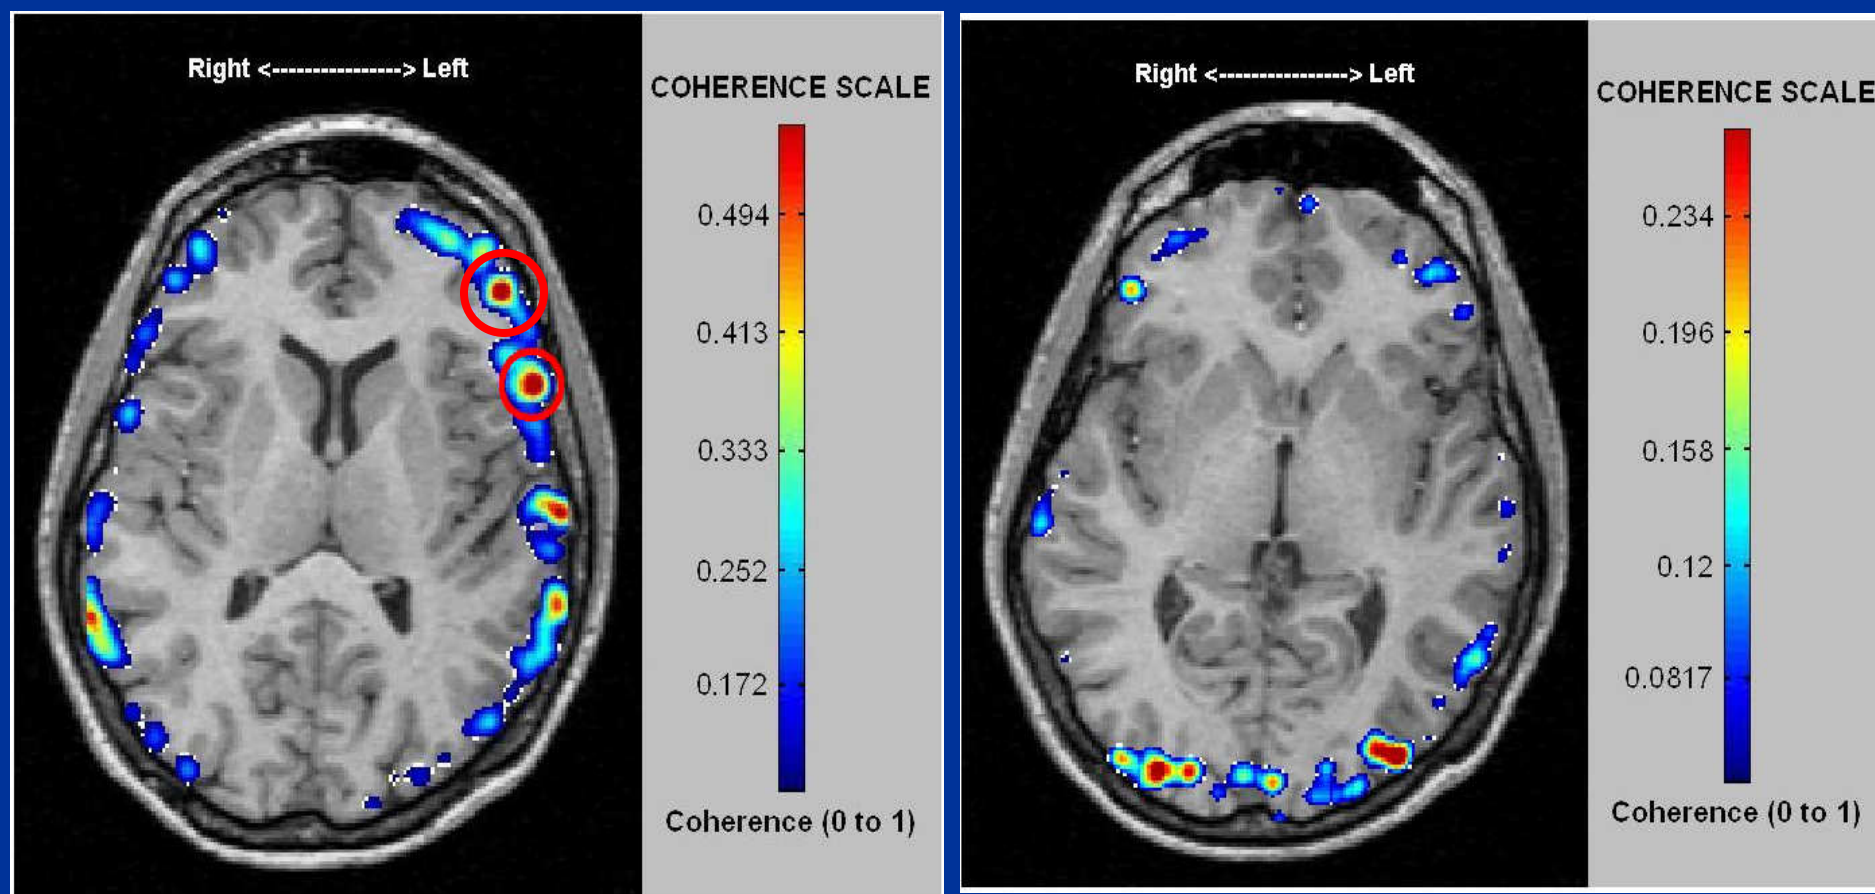 Right <----------------> Left
COHERENCE SCALE
0.494
0.413
0.333
0.252
0.172
Coherence (0 to 1)
Right <----------------> Left
COHERENCE SCALE
0.234
0.196
0.158
0.12
0.0817
Coherence (0 to 1)